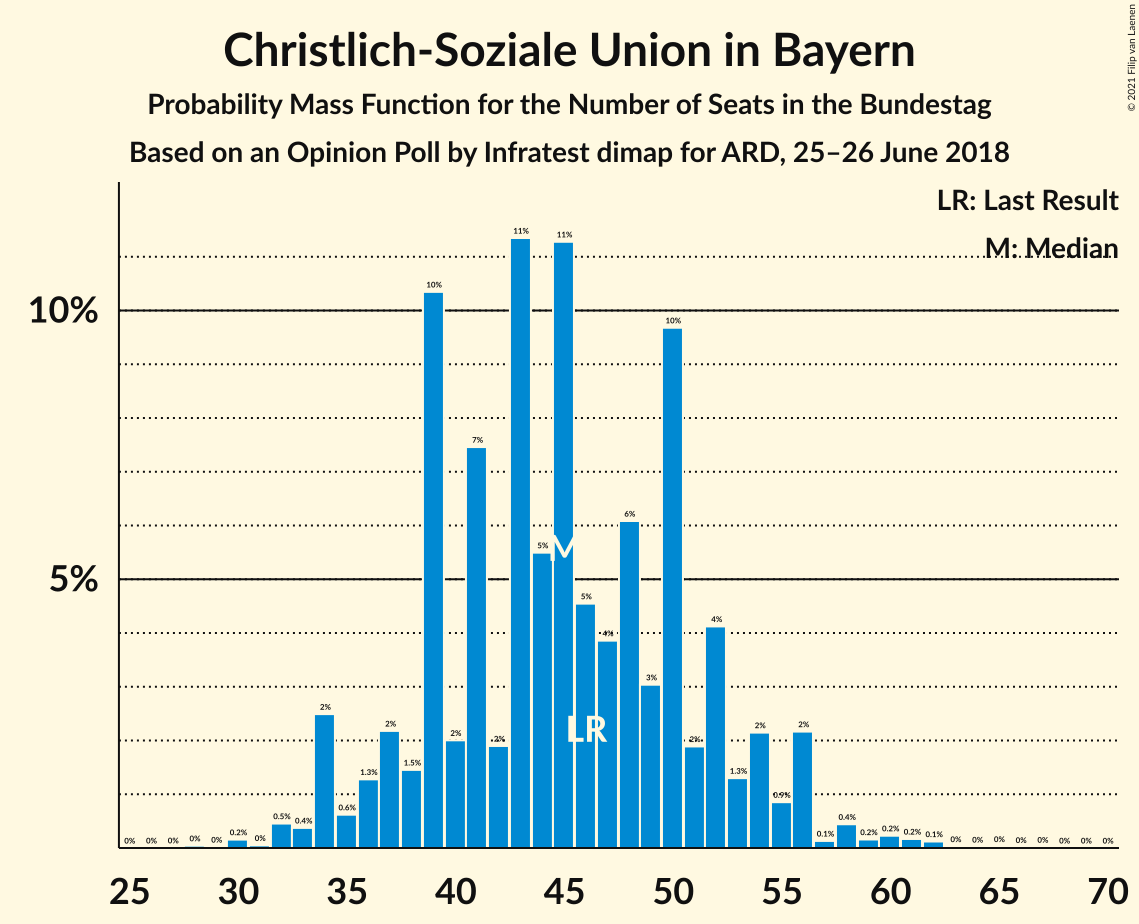 © 2021 Filip van Laenen
Christlich-Soziale Union in Bayern
Probability Mass Function for the Number of Seats in the Bundestag
Based on an Opinion Poll by Infratest dimap for ARD, 25–26 June 2018
LR: Last Result
M: Median
10%
5%
0% 0% 0% 0% 0% 0.2% 0% 0.5% 0.4% 2% 0.6% 1.3% 2% 1.5% 10% 2% 7% 2% 11% 5% 11% 5% 4% 6% 3% 10% 2% 4% 1.3% 2% 0.9% 2% 0.1% 0.4% 0.2% 0.2% 0.2% 0.1% 0% 0% 0% 0% 0% 0% 0% 0%
M
LR
25 30 35 40 45 50 55 60 65 70